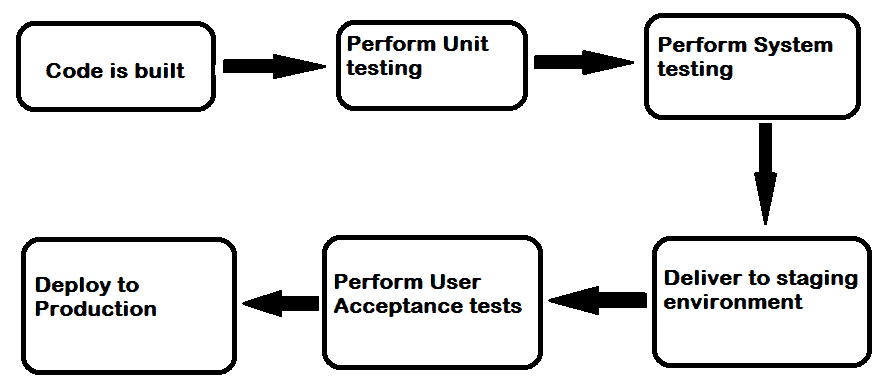 Code is built
Perform Unit
testing
Perform System
testing
Deliver to staging
environment
Perform User
Acceptance tests
Deploy to
Production